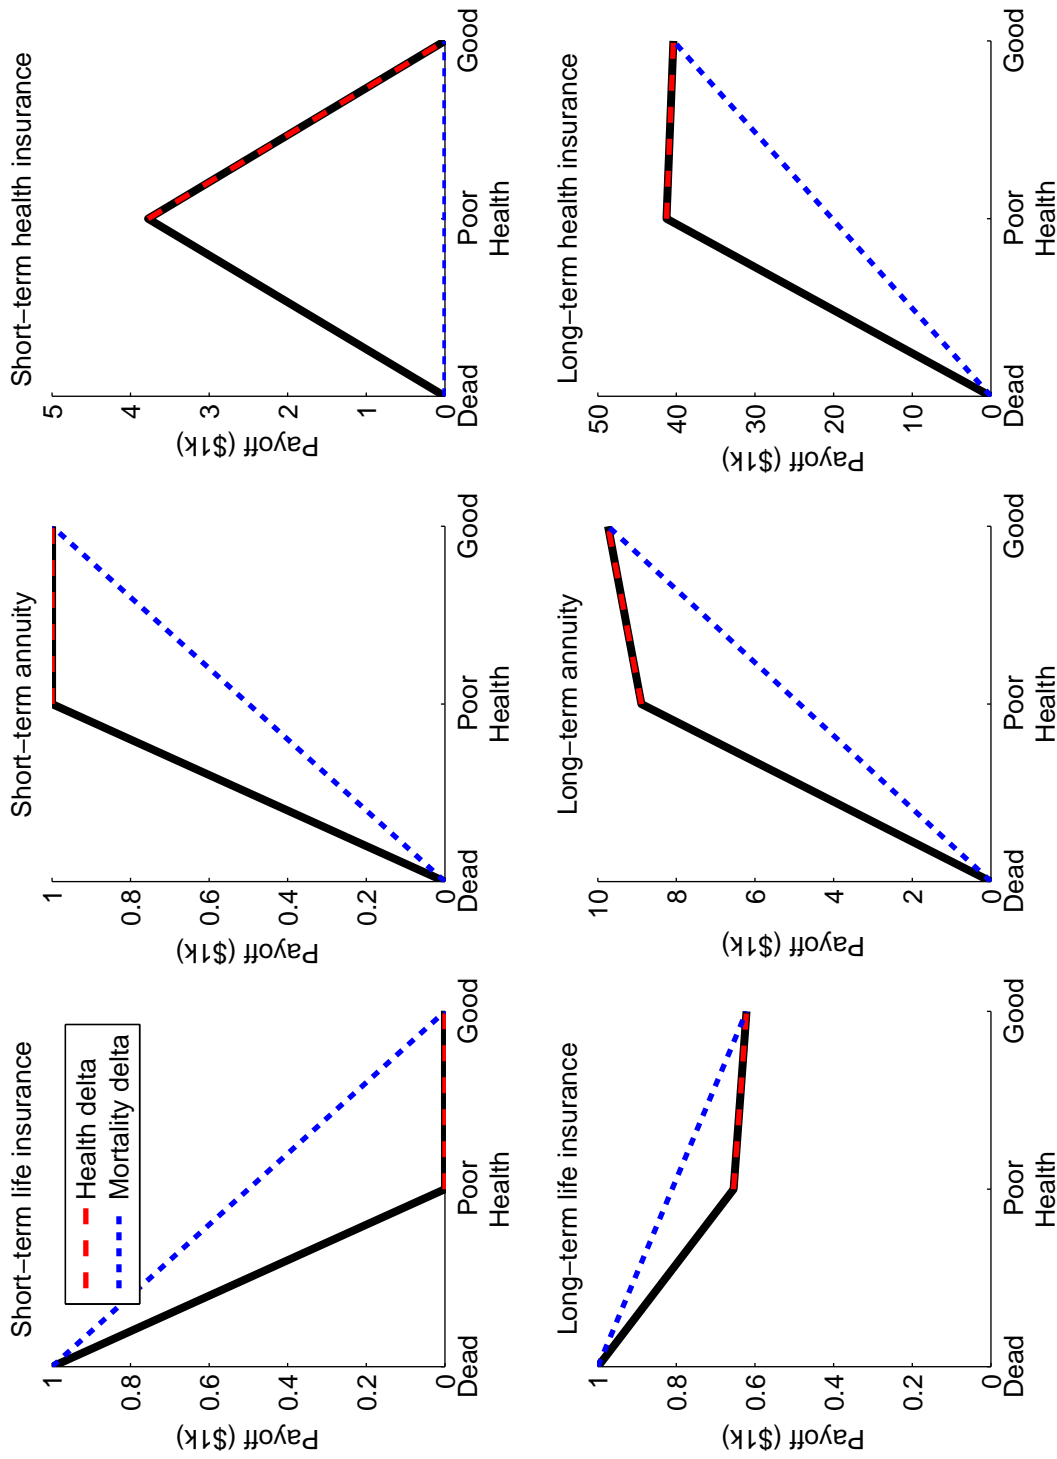 Short−term life insurance
Health delta
Mortality delta
1
0.8
0.6
0.4
0.2
0
Payoff ($1k)
Dead
Poor
Good
Health
Short−term annuity
1
0.8
0.6
0.4
0.2
0
Payoff ($1k)
Dead
Poor
Good
Health
Short−term health insurance
5
4
3
2
1
0
Payoff ($1k)
Dead
Poor
Good
Health
Long−term life insurance
1
0.8
0.6
0.4
0.2
0
Payoff ($1k)
Dead
Poor
Good
Health
Long−term annuity
10
8
6
4
2
0
Payoff ($1k)
Dead
Poor
Good
Health
Long−term health insurance
50
40
30
20
10
0
Payoff ($1k)
Dead
Poor
Good
Health